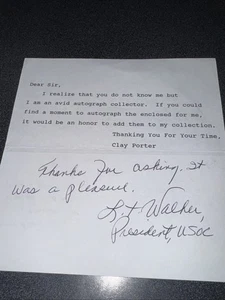 Dear Sir,
I realize that you do not know me but
I am an avid autograph collector. If you could
find a moment to autograph the enclosed for me,
it would be an honor to add them to my collection.
Thanking You For Your Time,
Clay Porter
Thanks for asking. It
was a pleasure.
L T Walker,
President, USOC